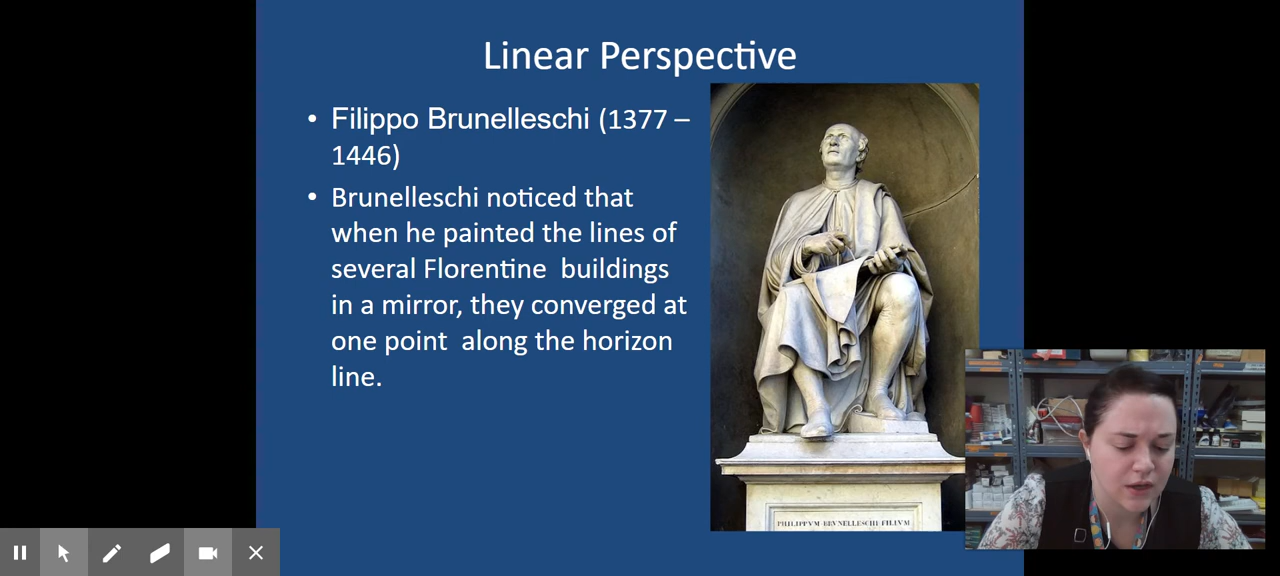 Linear Perspective
• Filippo Brunelleschi (1377 –
1446)
• Brunelleschi noticed that
when he painted the lines of
several Florentine  buildings
in a mirror, they converged at
one point  along the horizon
line.
PHILIPPVM·BRVNELLESCHI FILIVM